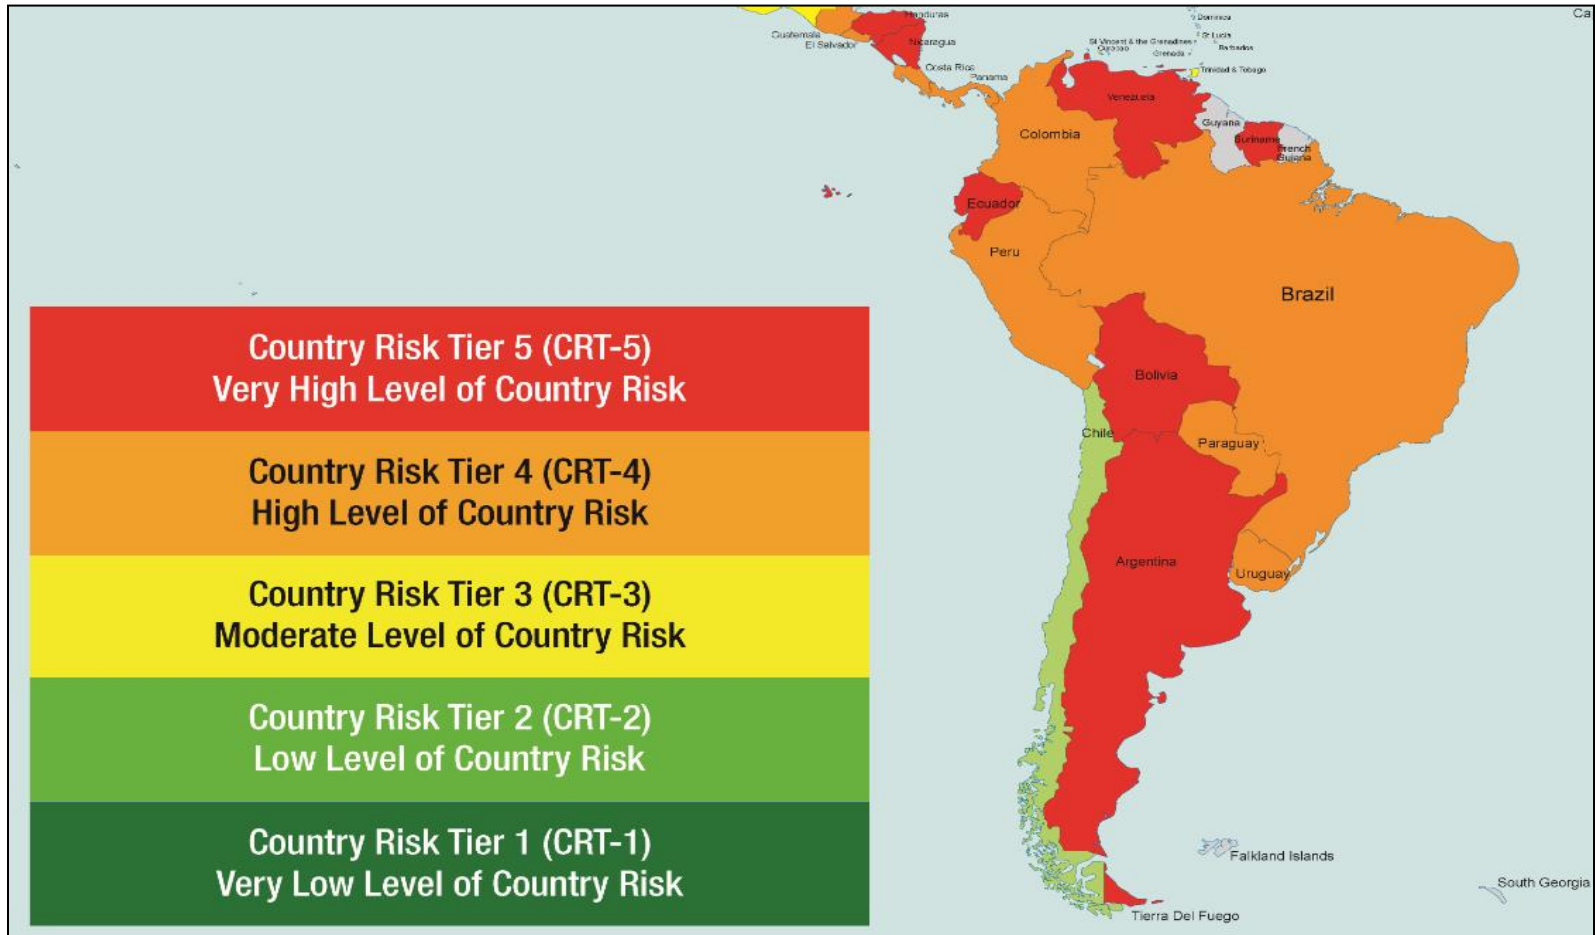 Ca
Honduras
Guatemala
El Salvador
Nicaragua
Costa Rica
Panama
Dominica
St Lucia
St Vincent & the Grenadines
Curacao
Barbados
Grenada
Trinidad & Tobago
Venezuela
Guyana
Suriname
French
Guiana
Colombia
Ecuador
Peru
Brazil
Bolivia
Paraguay
Chile
Argentina
Uruguay
Falkland Islands
South Georgia
Tierra Del Fuego
Country Risk Tier 5 (CRT-5)
Very High Level of Country Risk
Country Risk Tier 4 (CRT-4)
High Level of Country Risk
Country Risk Tier 3 (CRT-3)
Moderate Level of Country Risk
Country Risk Tier 2 (CRT-2)
Low Level of Country Risk
Country Risk Tier 1 (CRT-1)
Very Low Level of Country Risk